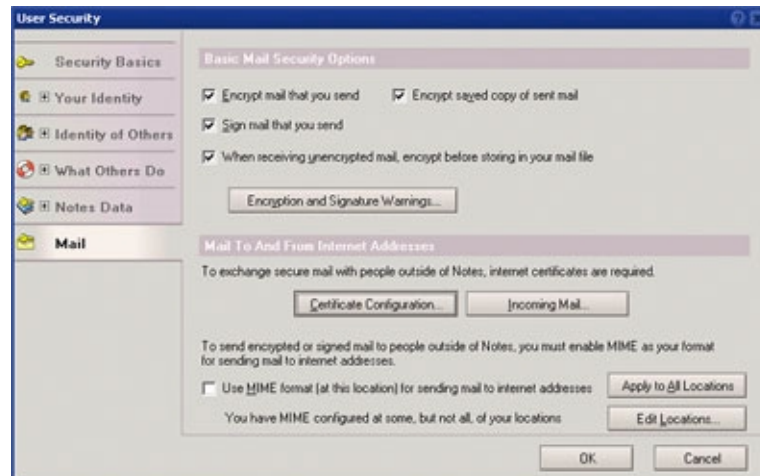 User Security
Security Basics
Your Identity
Identity of Others
What Others Do
Notes Data
Mail
Basic Mail Security Options
Encrypt mail that you send
Encrypt saved copy of sent mail
Sign mail that you send
When receiving unencrypted mail, encrypt before storing in your mail file
Encryption and Signature Warnings...
Mail To And From Internet Addresses
To exchange secure mail with people outside of Notes, internet certificates are required.
Certificate Configuration...
Incoming Mail...
To send encrypted or signed mail to people outside of Notes, you must enable MIME as your format
for sending mail to internet addresses.
Use MIME format (at this location) for sending mail to internet addresses
Apply to All Locations
You have MIME configured at some, but not all, of your locations
Edit Locations...
OK
Cancel